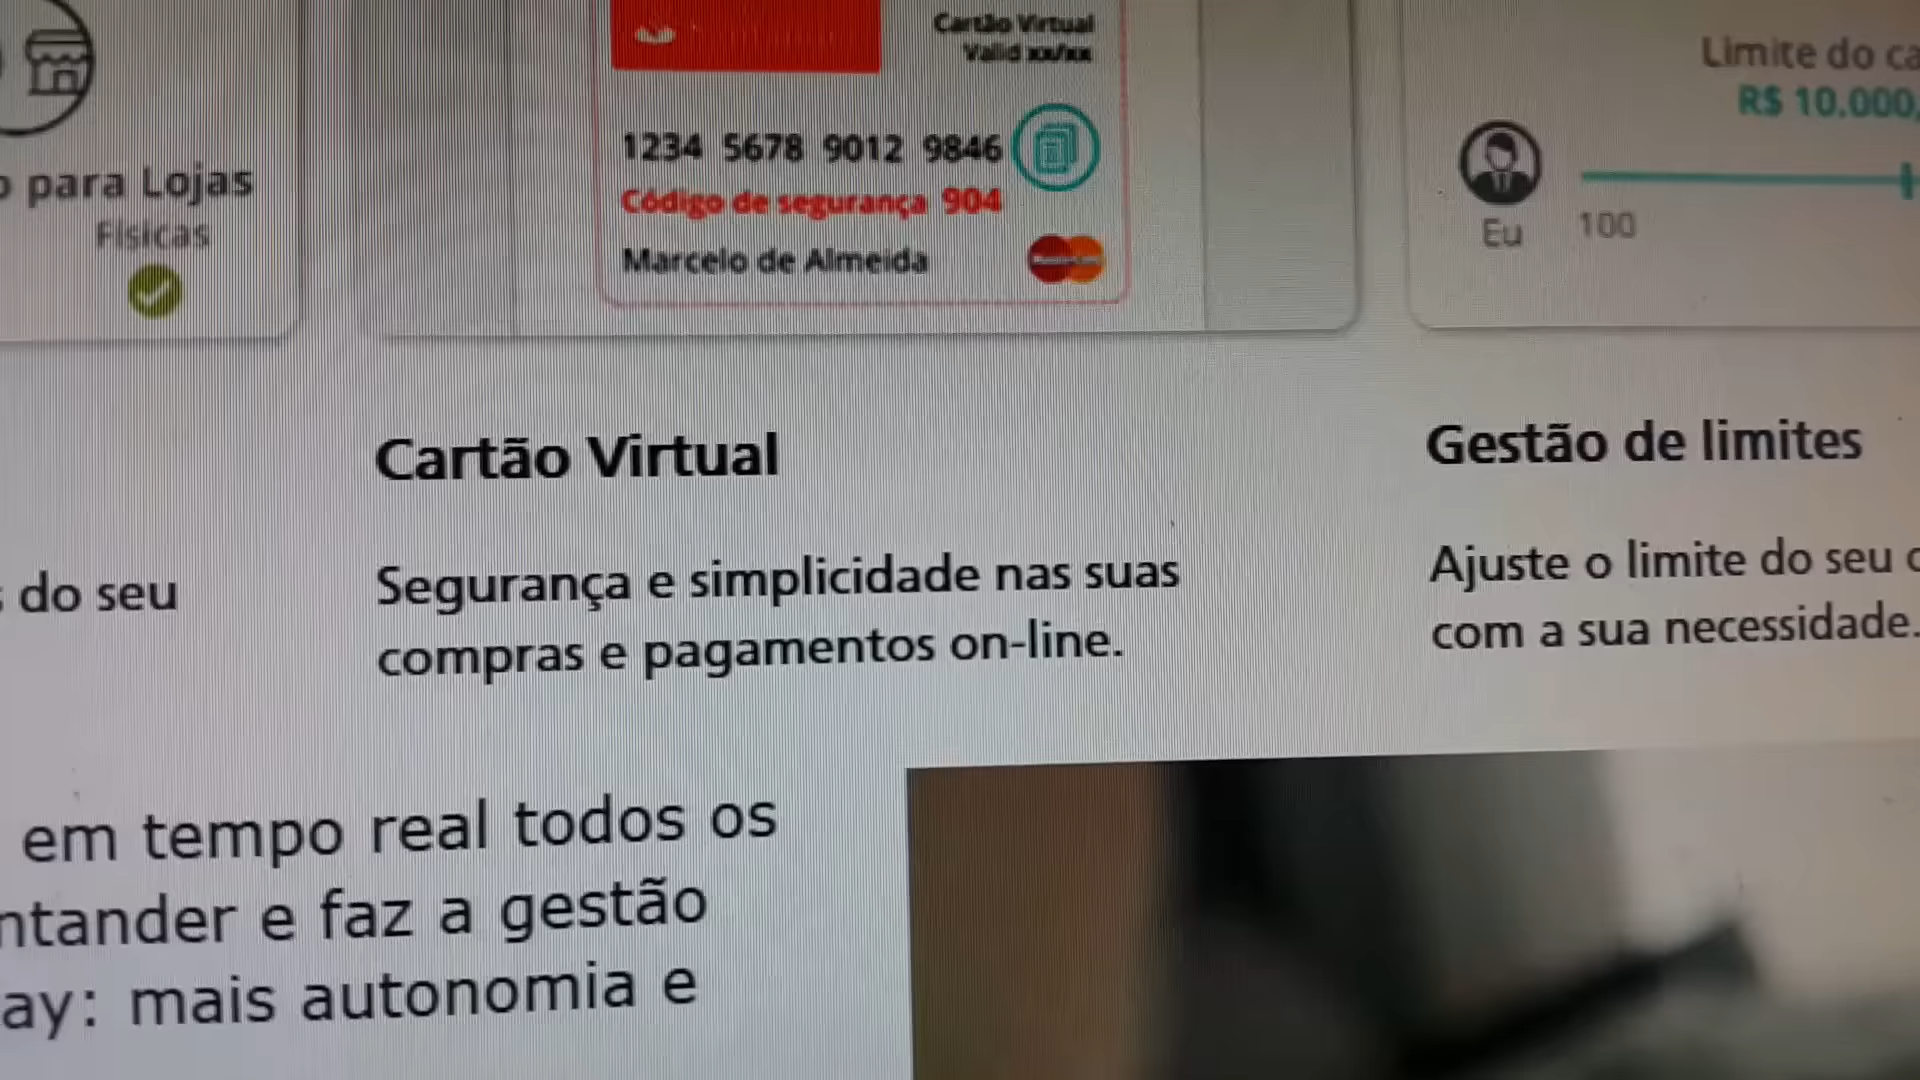 para Lojas
Físicas
Cartão Virtual
Valid xx/xx
1234 5678 9012 9846
Código de segurança 904
Marcelo de Almeida
Limite do ca
R$ 10.000,
Eu
100
do seu
Cartão Virtual
Segurança e simplicidade nas suas
compras e pagamentos on-line.
Gestão de limites
Ajuste o limite do seu c
com a sua necessidade.
em tempo real todos os
ntander e faz a gestão
ay: mais autonomia e